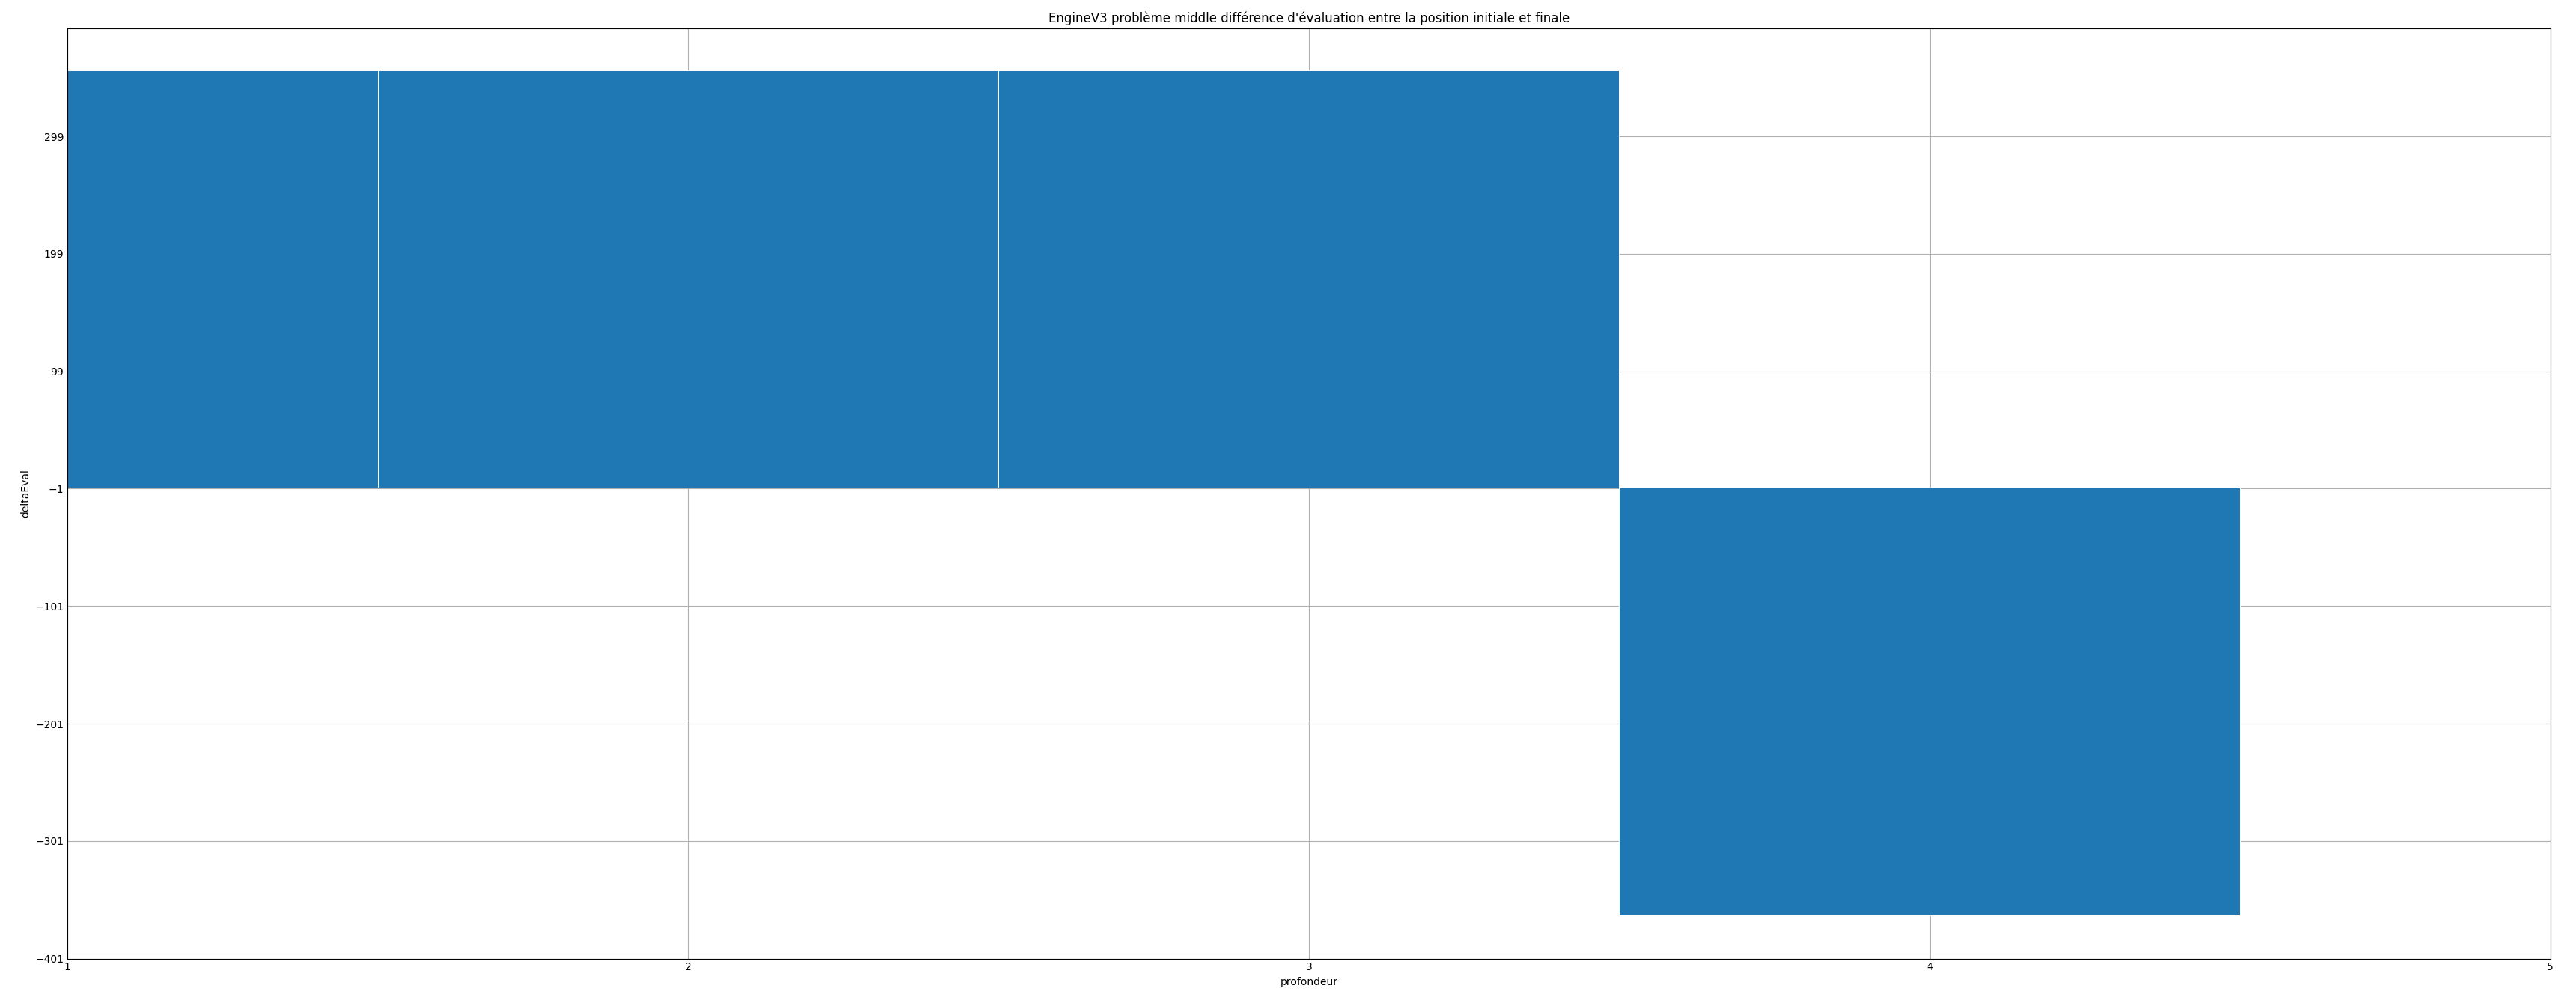 EngineV3 problème middle différence d'évaluation entre la position initiale et finale
299
199
99
−1
−101
−201
−301
−401
deltaEval
1 2 3 4 5
profondeur